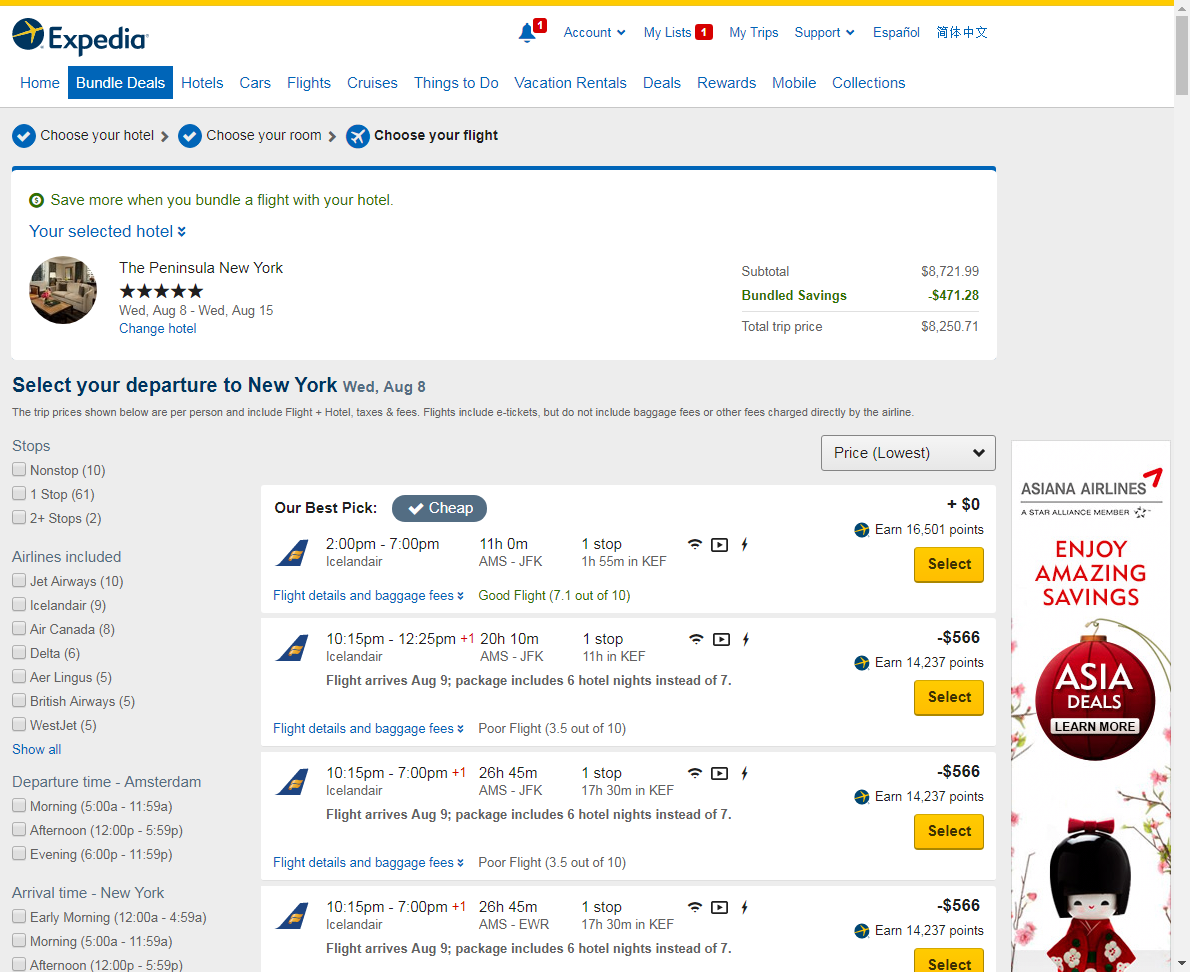 Expedia
1
Account
My Lists 1
My Trips
Support
Español
简体中文
Home
Bundle Deals
Hotels
Cars
Flights
Cruises
Things to Do
Vacation Rentals
Deals
Rewards
Mobile
Collections
Choose your hotel
Choose your room
Choose your flight
Save more when you bundle a flight with your hotel.
Your selected hotel
The Peninsula New York
Wed, Aug 8 - Wed, Aug 15
Change hotel
Subtotal $8,721.99
Bundled Savings -$471.28
Total trip price $8,250.71
Select your departure to New York Wed, Aug 8
The trip prices shown below are per person and include Flight + Hotel, taxes & fees. Flights include e-tickets, but do not include baggage fees or other fees charged directly by the airline.
Stops
Nonstop (10)
1 Stop (61)
2+ Stops (2)
Airlines included
Jet Airways (10)
Icelandair (9)
Air Canada (8)
Delta (6)
Aer Lingus (5)
British Airways (5)
WestJet (5)
Show all
Departure time - Amsterdam
Morning (5:00a - 11:59a)
Afternoon (12:00p - 5:59p)
Evening (6:00p - 11:59p)
Arrival time - New York
Early Morning (12:00a - 4:59a)
Morning (5:00a - 11:59a)
Afternoon (12:00p - 5:59p)
Price (Lowest)
Our Best Pick: Cheap
+ $0
Earn 16,501 points
2:00pm - 7:00pm 11h 0m 1 stop
Icelandair AMS - JFK 1h 55m in KEF
Select
Flight details and baggage fees Good Flight (7.1 out of 10)
10:15pm - 12:25pm +1 20h 10m 1 stop -$566
Icelandair AMS - JFK 11h in KEF Earn 14,237 points
Flight arrives Aug 9; package includes 6 hotel nights instead of 7.
Select
Flight details and baggage fees Poor Flight (3.5 out of 10)
10:15pm - 7:00pm +1 26h 45m 1 stop -$566
Icelandair AMS - JFK 17h 30m in KEF Earn 14,237 points
Flight arrives Aug 9; package includes 6 hotel nights instead of 7.
Select
Flight details and baggage fees Poor Flight (3.5 out of 10)
10:15pm - 7:00pm +1 26h 45m 1 stop -$566
Icelandair AMS - EWR 17h 30m in KEF Earn 14,237 points
Flight arrives Aug 9; package includes 6 hotel nights instead of 7.
Select
ASIANA AIRLINES
A STAR ALLIANCE MEMBER
ENJOY
AMAZING
SAVINGS
ASIA
DEALS
LEARN MORE